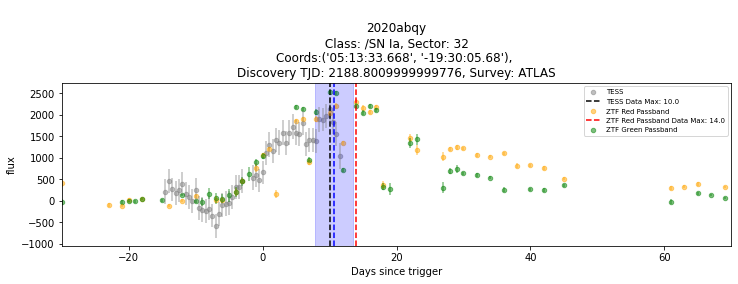 2020abqy
Class: /SN Ia, Sector: 32
Coords:('05:13:33.668', '-19:30:05.68'),
Discovery TJD: 2188.8009999999776, Survey: ATLAS
TESS
TESS Data Max: 10.0
ZTF Red Passband
ZTF Red Passband Data Max: 14.0
ZTF Green Passband
flux
2500
2000
1500
1000
500
0
−500
−1000
−20
0
20
40
60
Days since trigger